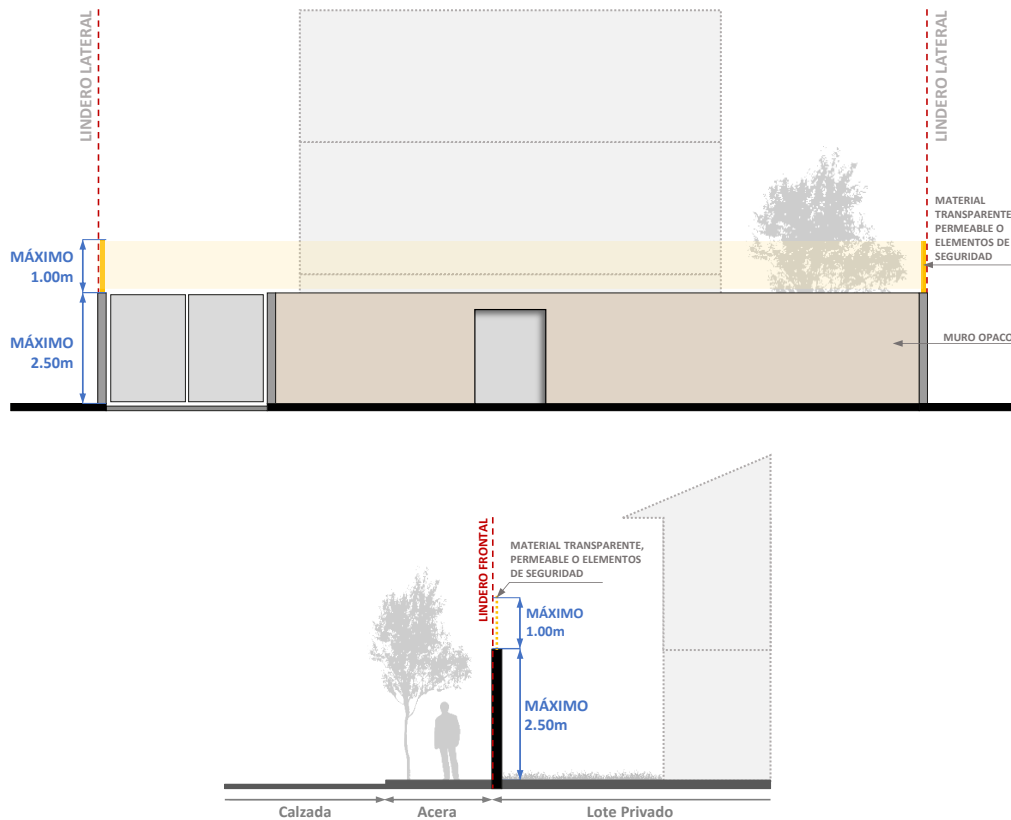 LINDERO LATERAL
LINDERO LATERAL
MATERIAL
TRANSPARENTE,
PERMEABLE O
ELEMENTOS DE
SEGURIDAD
MÁXIMO
1.00m
MÁXIMO
2.50m
MURO OPACO
LINDERO FRONTAL
MATERIAL TRANSPARENTE,
PERMEABLE O ELEMENTOS
DE SEGURIDAD
MÁXIMO
1.00m
MÁXIMO
2.50m
Calzada
Acera
Lote Privado